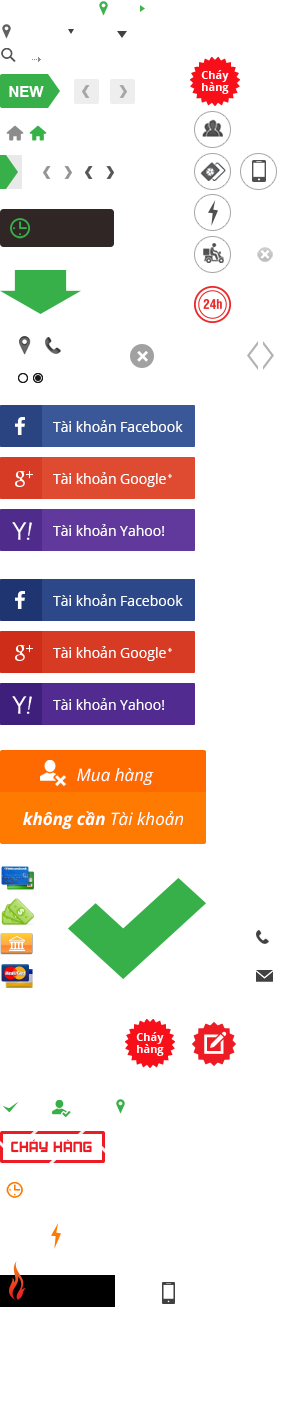 Cháy
hàng
NEW
24h
Tài khoản Facebook
g+ Tài khoản Google+
Y! Tài khoản Yahoo!
Tài khoản Facebook
g+ Tài khoản Google+
Y! Tài khoản Yahoo!
Mua hàng
không cần Tài khoản
Cháy
hàng
CHÁY HÀNG